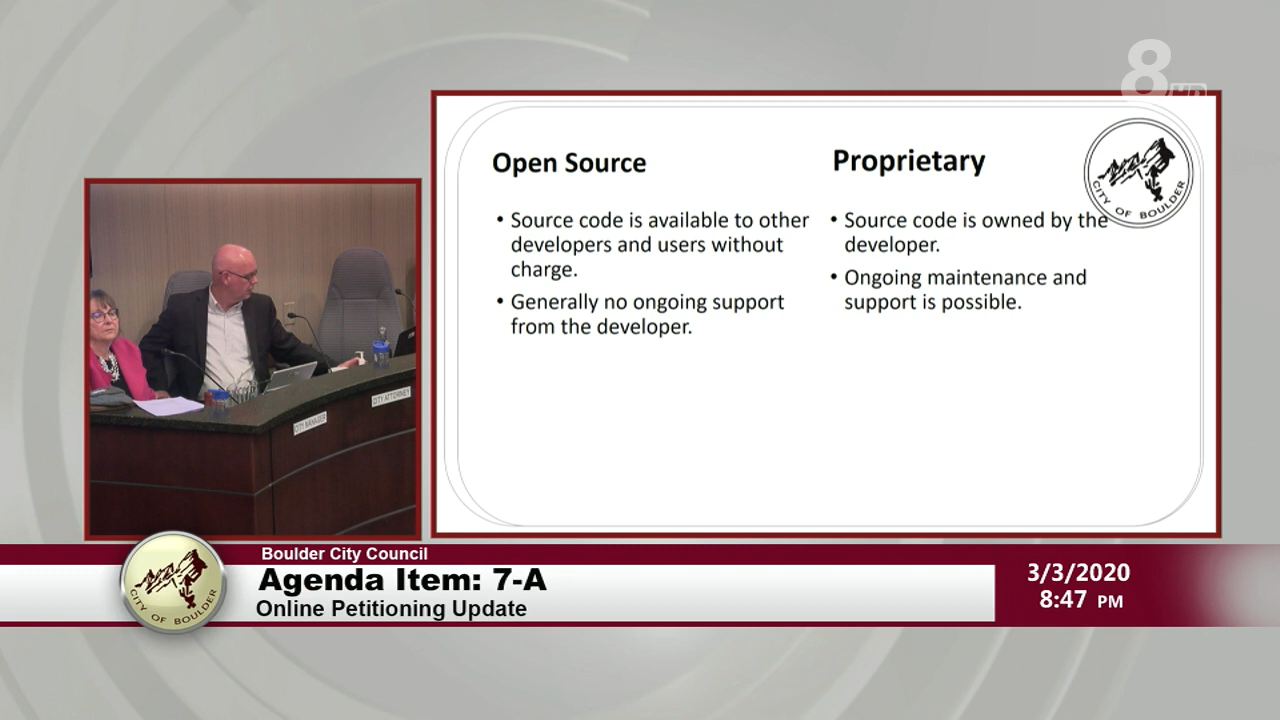 8HD
Open Source
• Source code is available to other
developers and users without
charge.
• Generally no ongoing support
from the developer.
Proprietary
• Source code is owned by the
developer.
• Ongoing maintenance and
support is possible.
CITY OF BOULDER
CITY MANAGER
CITY ATTORNEY
CITY OF BOULDER
Boulder City Council
Agenda Item: 7-A
Online Petitioning Update
3/3/2020
8:47 PM